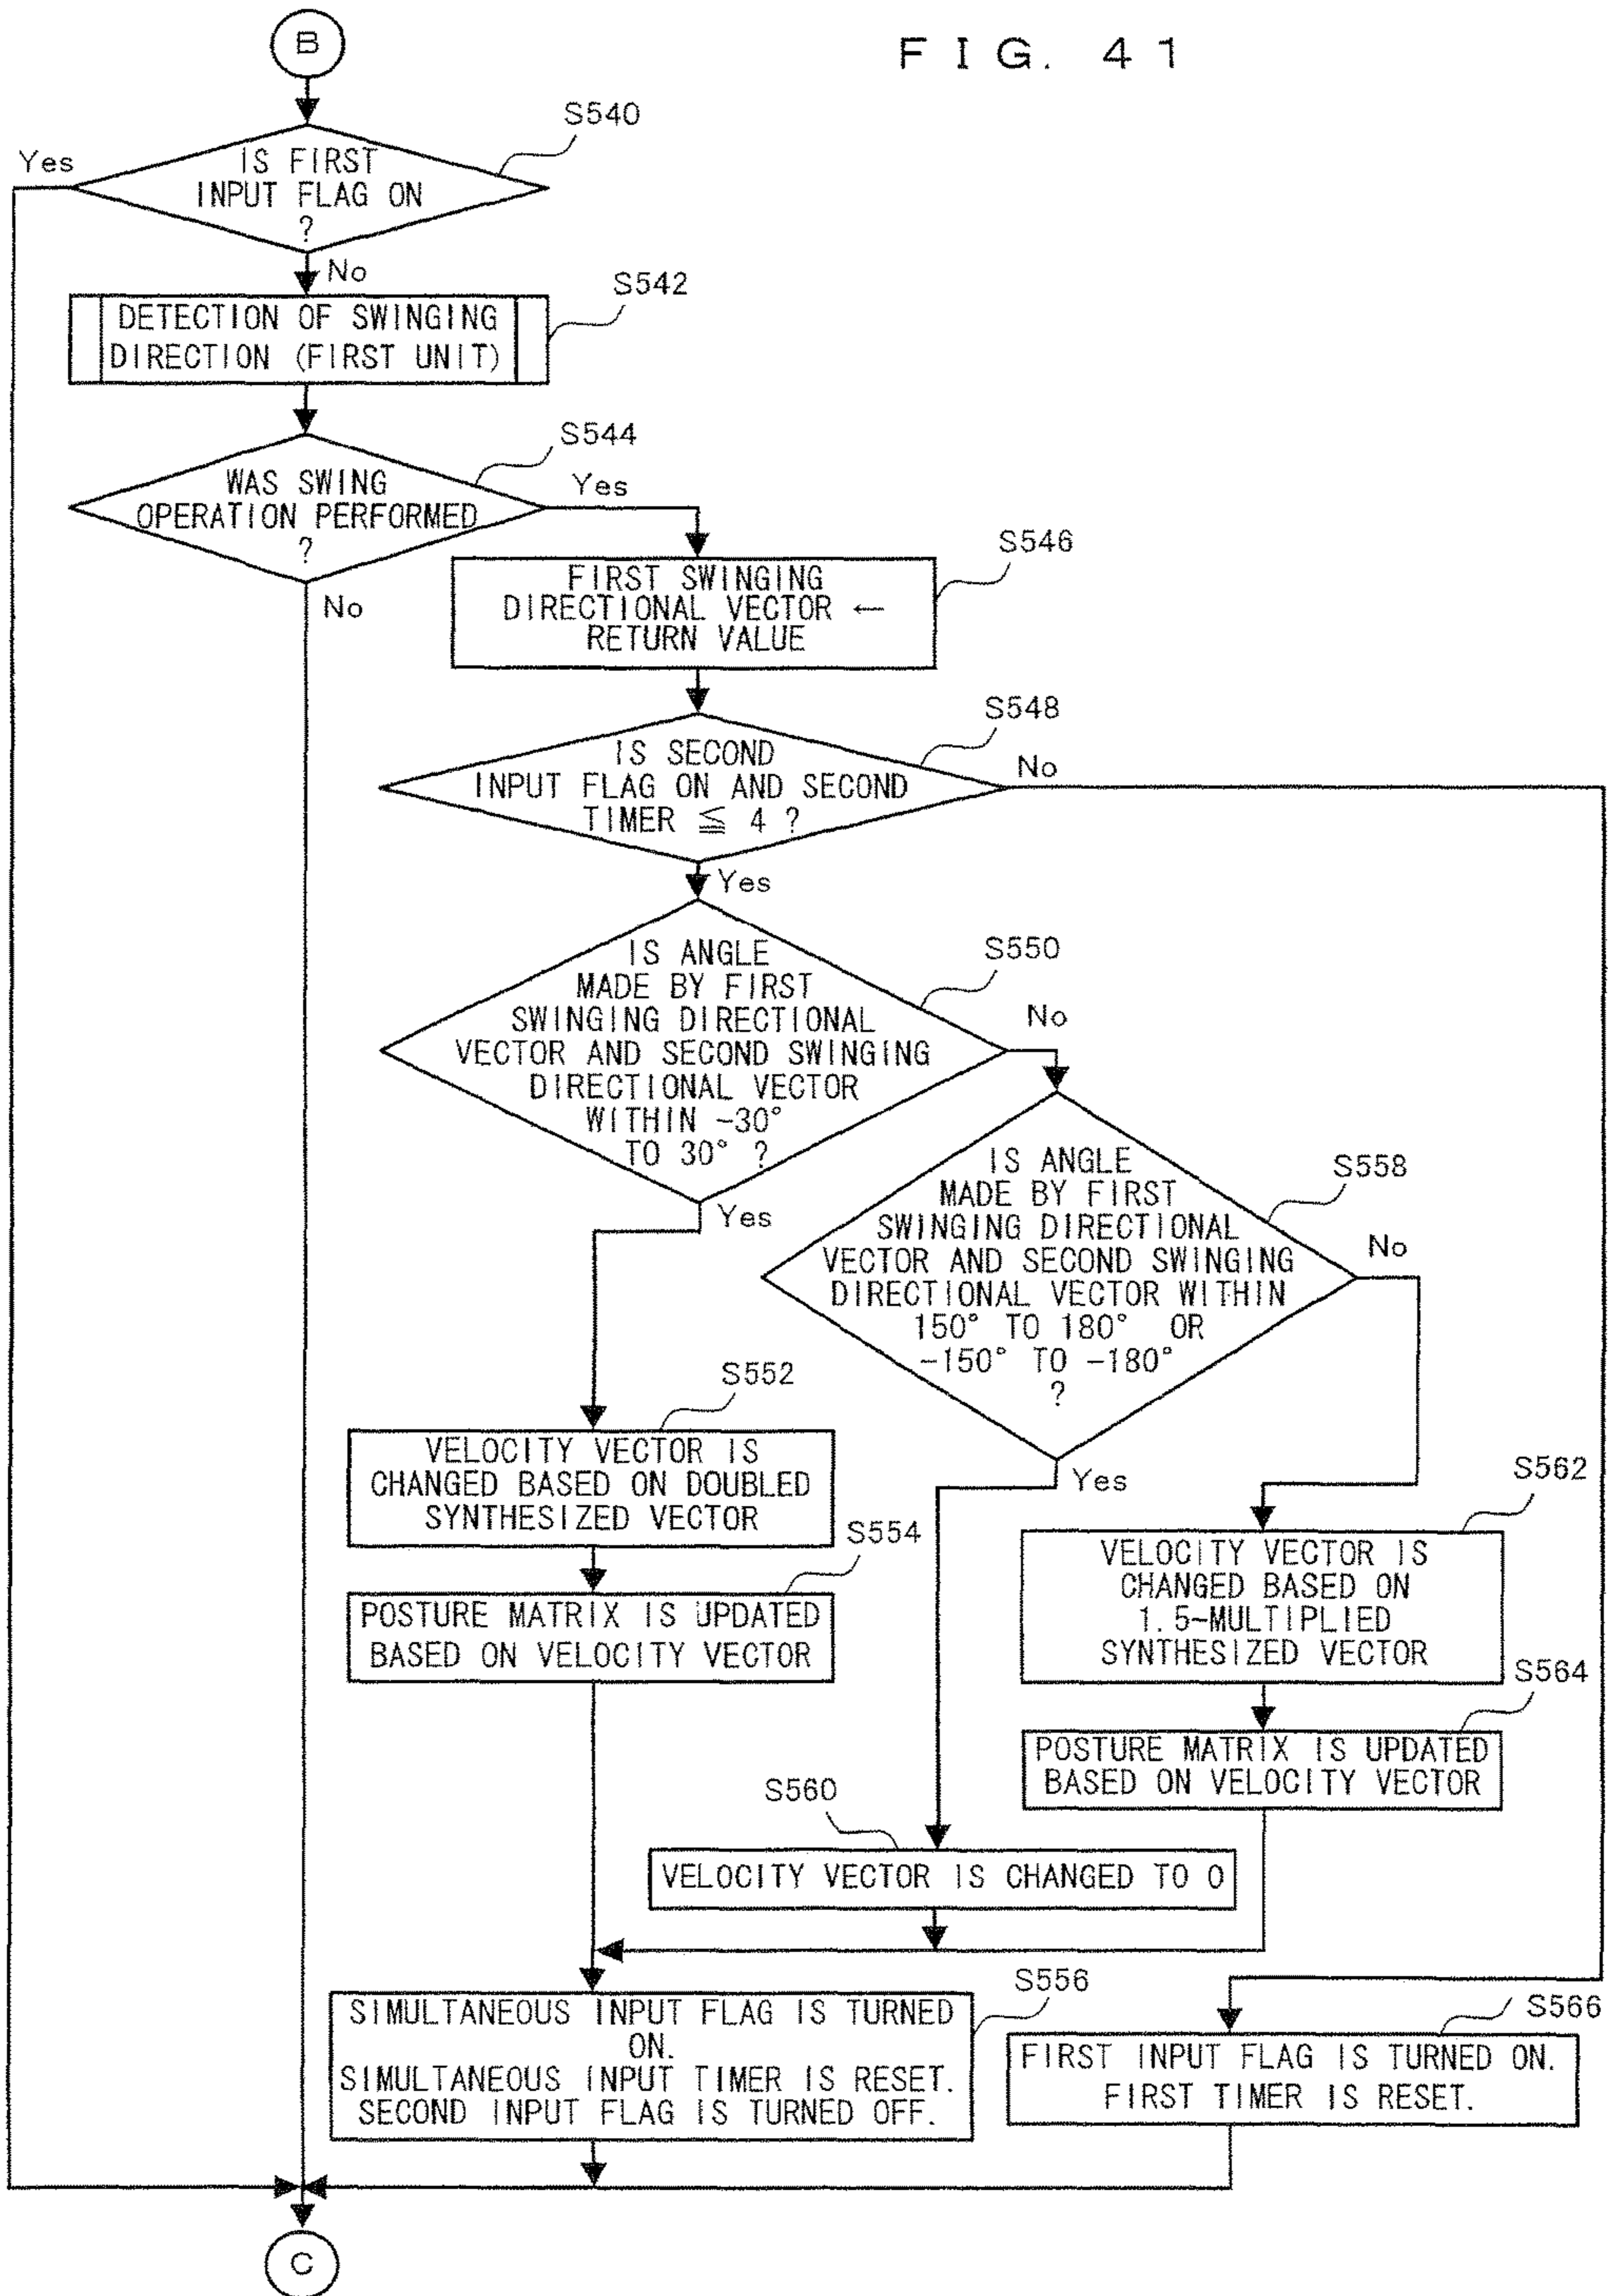 FIG. 41
B
S540
Yes
IS FIRST
INPUT FLAG ON
?
No
S542
DETECTION OF SWINGING
DIRECTION (FIRST UNIT)
S544
WAS SWING
OPERATION PERFORMED
?
Yes
No
S546
FIRST SWINGING
DIRECTIONAL VECTOR ←
RETURN VALUE
S548
IS SECOND
INPUT FLAG ON AND SECOND
TIMER ≦ 4 ?
No
Yes
S550
IS ANGLE
MADE BY FIRST
SWINGING DIRECTIONAL
VECTOR AND SECOND SWINGING
DIRECTIONAL VECTOR
WITHIN -30°
TO 30° ?
No
Yes
S558
IS ANGLE
MADE BY FIRST
SWINGING DIRECTIONAL
VECTOR AND SECOND SWINGING
DIRECTIONAL VECTOR WITHIN
150° TO 180° OR
-150° TO -180°
?
No
Yes
S552
VELOCITY VECTOR IS
CHANGED BASED ON DOUBLED
SYNTHESIZED VECTOR
S554
POSTURE MATRIX IS UPDATED
BASED ON VELOCITY VECTOR
S562
VELOCITY VECTOR IS
CHANGED BASED ON
1.5-MULTIPLIED
SYNTHESIZED VECTOR
S564
POSTURE MATRIX IS UPDATED
BASED ON VELOCITY VECTOR
S560
VELOCITY VECTOR IS CHANGED TO 0
S556
SIMULTANEOUS INPUT FLAG IS TURNED
ON.
SIMULTANEOUS INPUT TIMER IS RESET.
SECOND INPUT FLAG IS TURNED OFF.
S566
FIRST INPUT FLAG IS TURNED ON.
FIRST TIMER IS RESET.
C